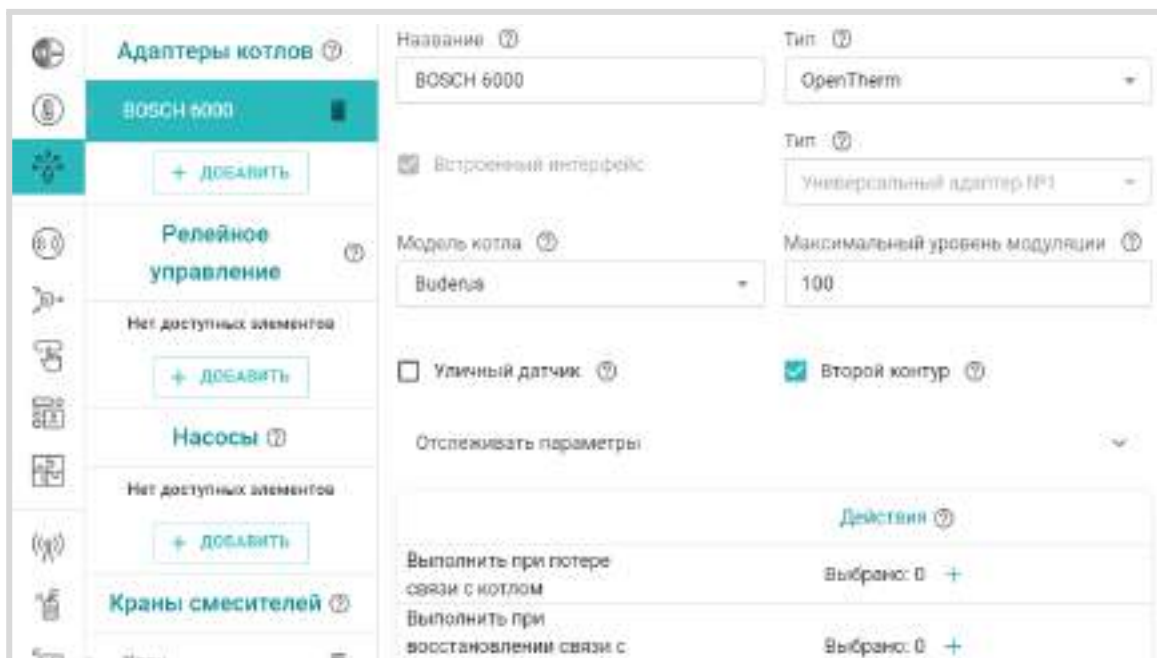 Адаптеры котлов
BOSCH 6000
+ ДОБАВИТЬ
Релейное
управление
Нет доступных элементов
+ ДОБАВИТЬ
Насосы
Нет доступных элементов
+ ДОБАВИТЬ
Краны смесителей
Название
BOSCH 6000
Тип
OpenTherm
Встроенный интерфейс
Тип
Универсальный адаптер №1
Модель котла
Buderus
Максимальный уровень модуляции
100
Уличный датчик
Второй контур
Отслеживать параметры
Действия
Выполнить при потере
связи с котлом
Выбрано: 0 +
Выполнить при
восстановлении связи с
Выбрано: 0 +